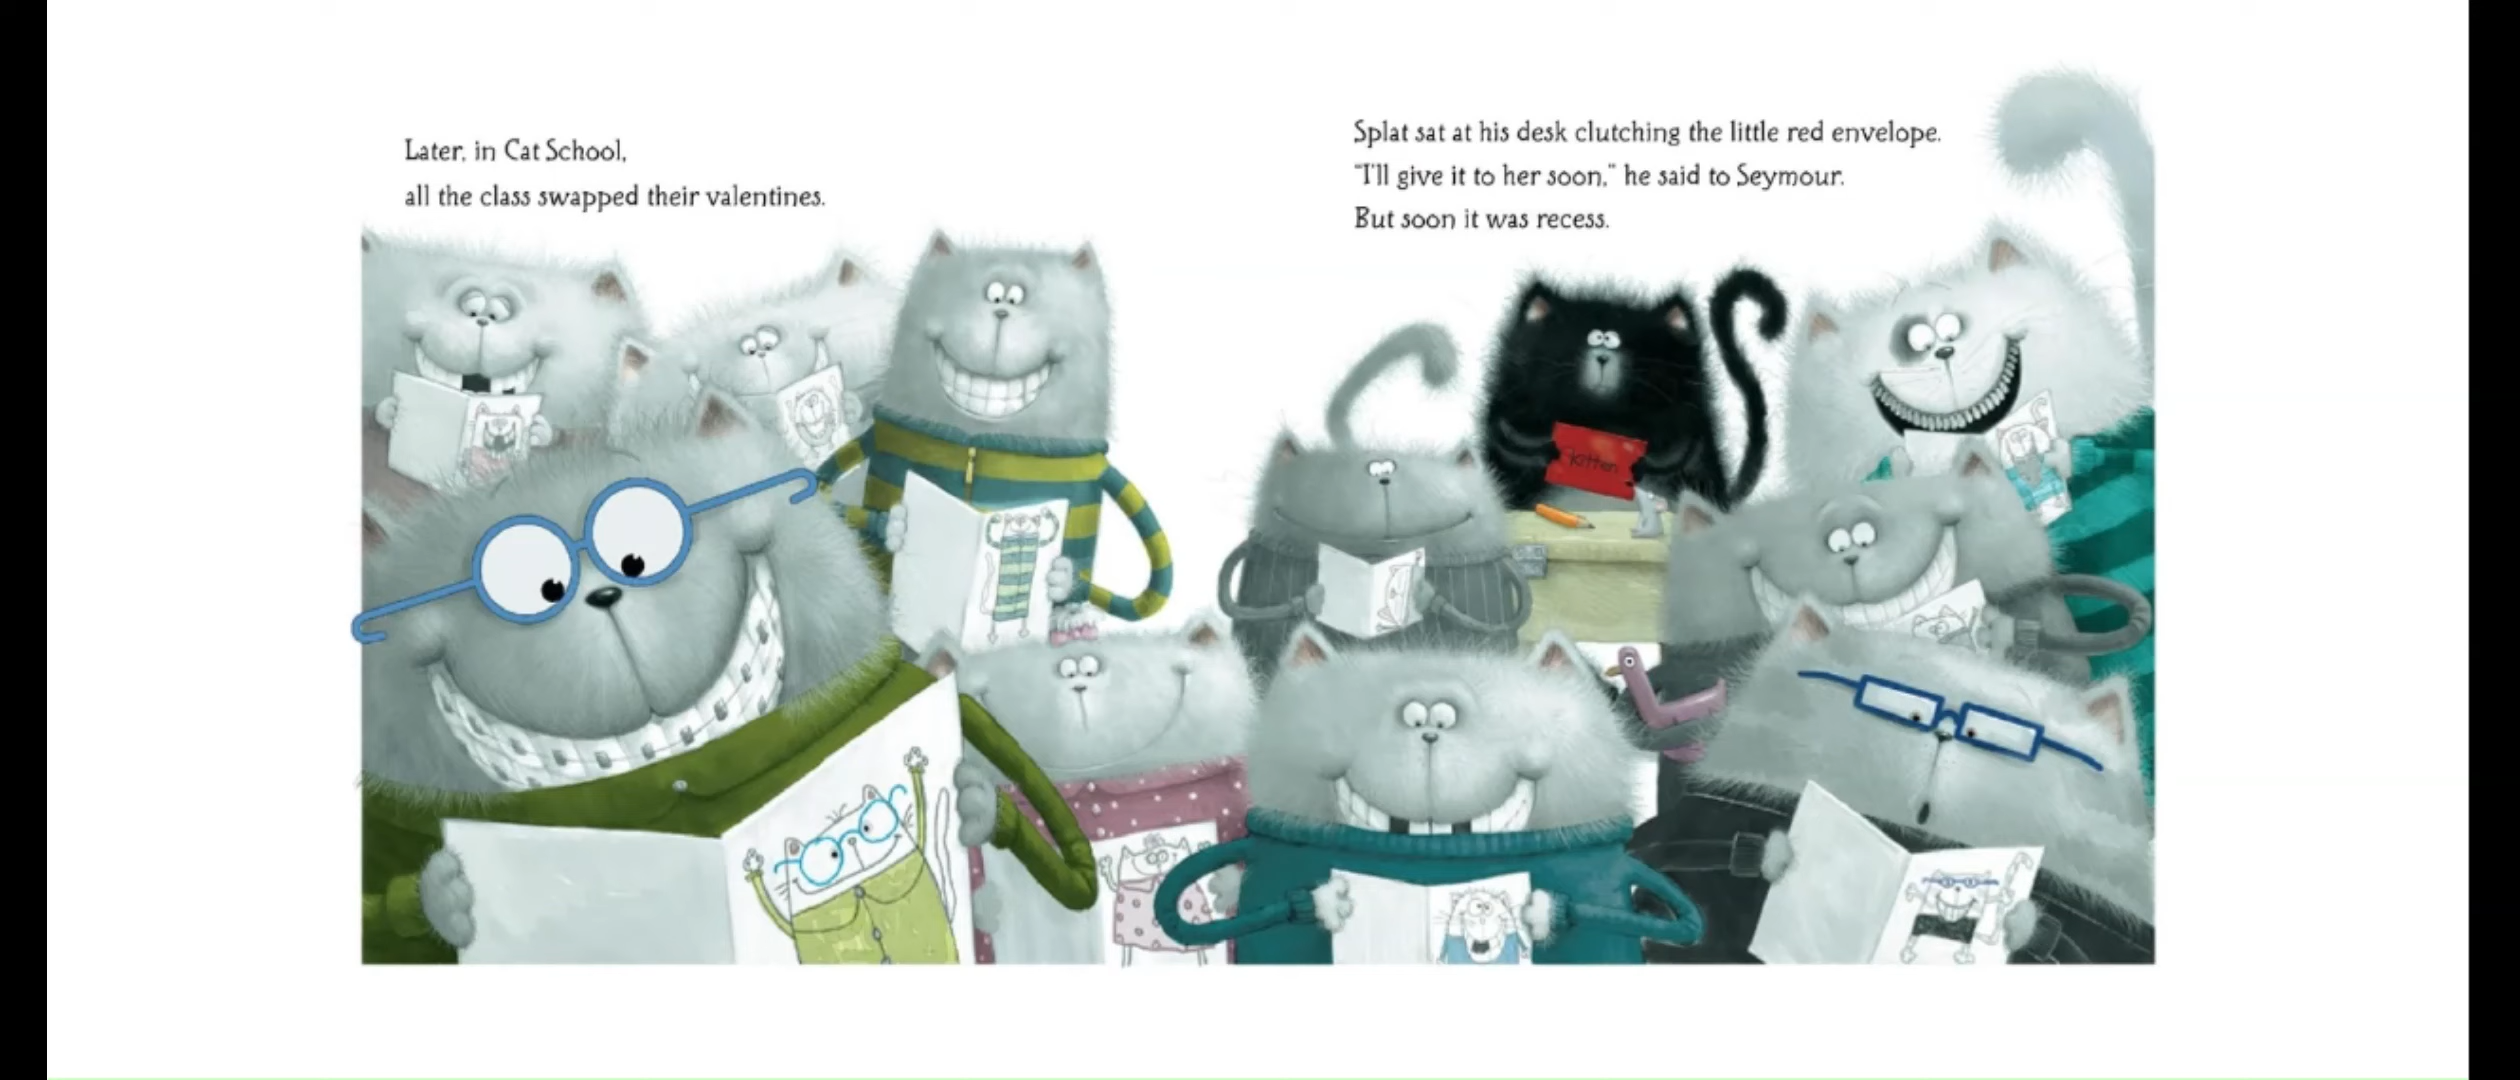 Later, in Cat School,
all the class swapped their valentines.
Splat sat at his desk clutching the little red envelope.
"I'll give it to her soon," he said to Seymour.
But soon it was recess.
Kitten